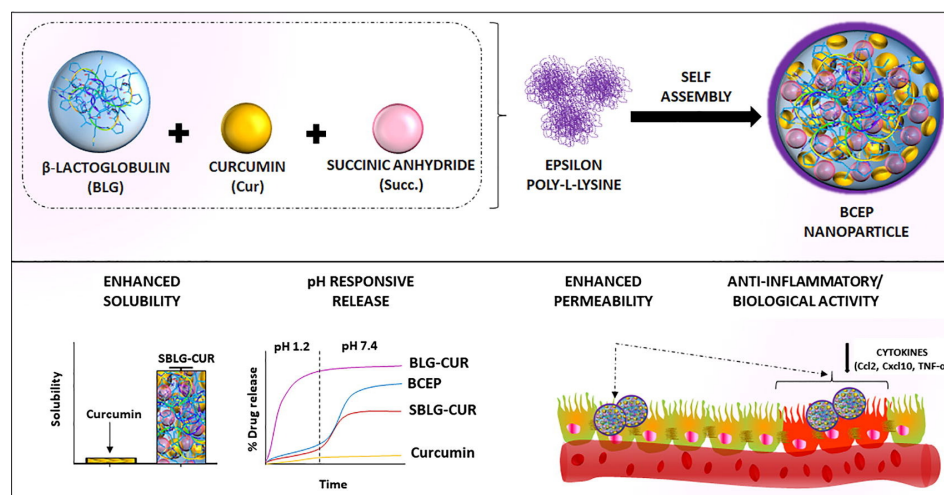 β-LACTOGLOBULIN
(BLG)
+
CURCUMIN
(Cur)
+
SUCCINIC ANHYDRIDE
(Succ.)
EPSILON
POLY-L-LYSINE
SELF
ASSEMBLY
BCEP
NANOPARTICLE
ENHANCED
SOLUBILITY
Solubility
Curcumin
SBLG-CUR
pH RESPONSIVE
RELEASE
% Drug release
pH 1.2
pH 7.4
BLG-CUR
BCEP
SBLG-CUR
Curcumin
Time
ENHANCED
PERMEABILITY
ANTI-INFLAMMATORY/
BIOLOGICAL ACTIVITY
CYTOKINES
(Ccl2, Cxcl10, TNF-α